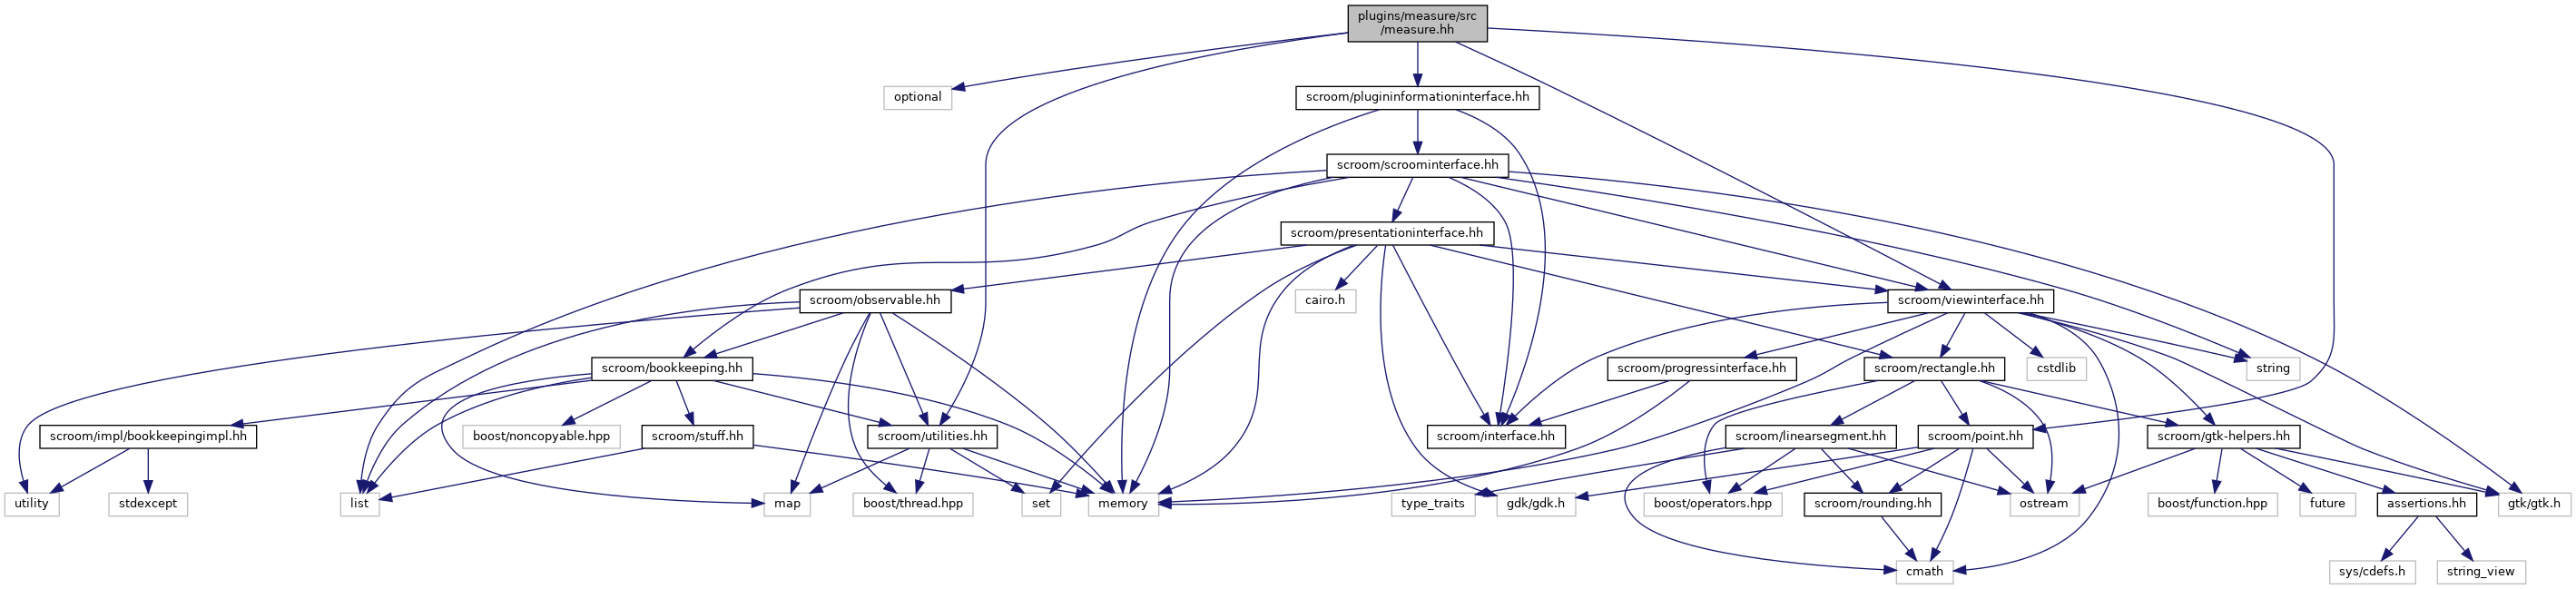 plugins/measure/src
/measure.hh
optional
scroom/plugininformationinterface.hh
scroom/scroominterface.hh
scroom/presentationinterface.hh
scroom/observable.hh
cairo.h
scroom/viewinterface.hh
scroom/bookkeeping.hh
scroom/progressinterface.hh
scroom/rectangle.hh
cstdlib
string
scroom/impl/bookkeepingimpl.hh
boost/noncopyable.hpp
scroom/stuff.hh
scroom/utilities.hh
scroom/interface.hh
scroom/linearsegment.hh
scroom/point.hh
scroom/gtk-helpers.hh
utility
stdexcept
list
map
boost/thread.hpp
set
memory
type_traits
gdk/gdk.h
boost/operators.hpp
scroom/rounding.hh
ostream
boost/function.hpp
future
assertions.hh
gtk/gtk.h
cmath
sys/cdefs.h
string_view